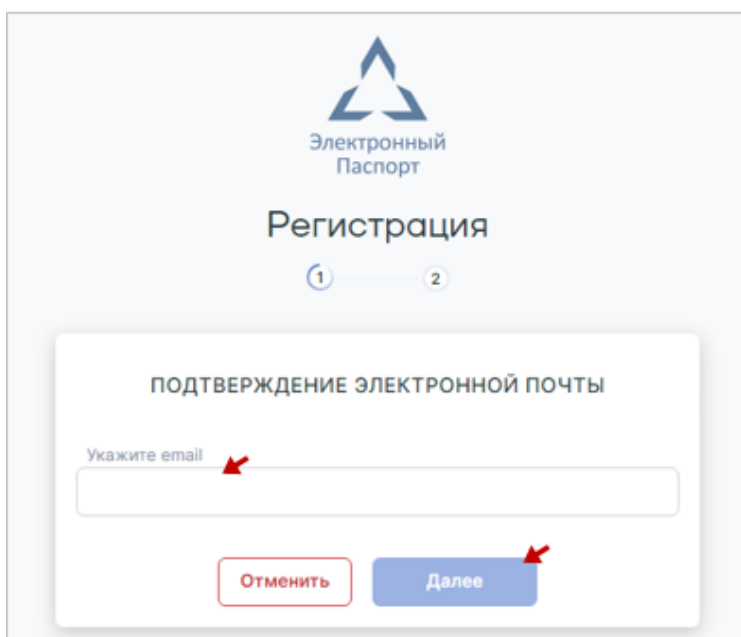 Электронный
Паспорт
Регистрация
1 2
ПОДТВЕРЖДЕНИЕ ЭЛЕКТРОННОЙ ПОЧТЫ
Укажите email
Отменить Далее